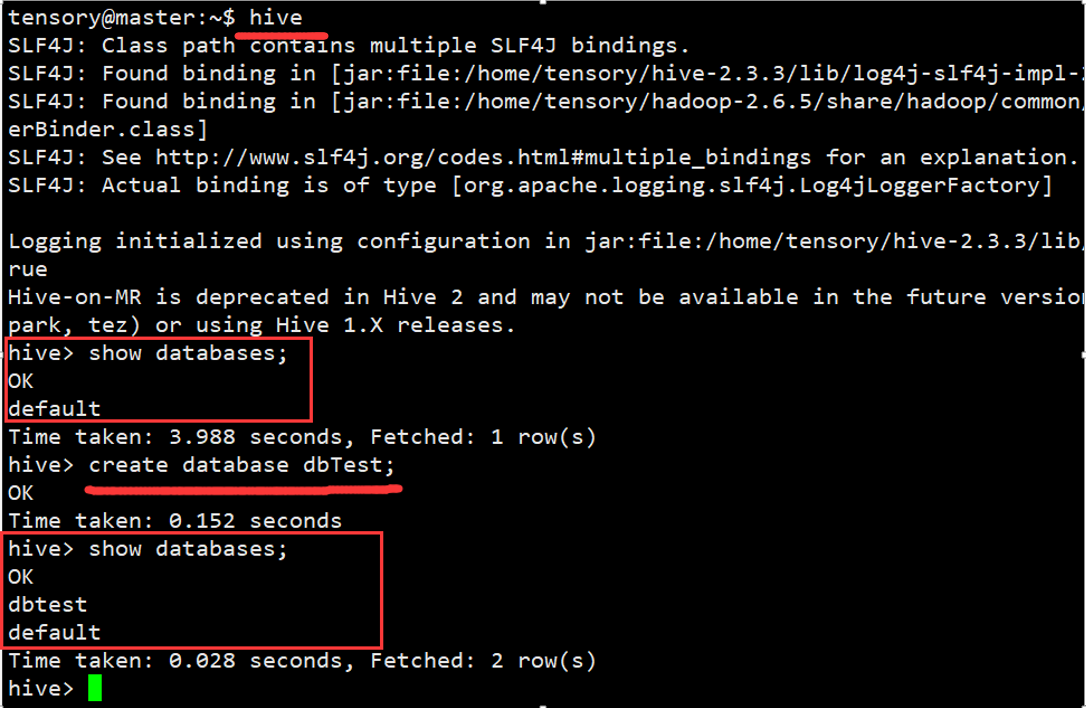 tensory@master:~$ hive
SLF4J: Class path contains multiple SLF4J bindings.
SLF4J: Found binding in [jar:file:/home/tensory/hive-2.3.3/lib/log4j-slf4j-impl-
SLF4J: Found binding in [jar:file:/home/tensory/hadoop-2.6.5/share/hadoop/common/
erBinder.class]
SLF4J: See http://www.slf4j.org/codes.html#multiple_bindings for an explanation.
SLF4J: Actual binding is of type [org.apache.logging.slf4j.Log4jLoggerFactory]
Logging initialized using configuration in jar:file:/home/tensory/hive-2.3.3/lib/
rue
Hive-on-MR is deprecated in Hive 2 and may not be available in the future version
park, tez) or using Hive 1.X releases.
hive> show databases;
OK
default
Time taken: 3.988 seconds, Fetched: 1 row(s)
hive> create database dbTest;
OK
Time taken: 0.152 seconds
hive> show databases;
OK
dbtest
default
Time taken: 0.028 seconds, Fetched: 2 row(s)
hive>